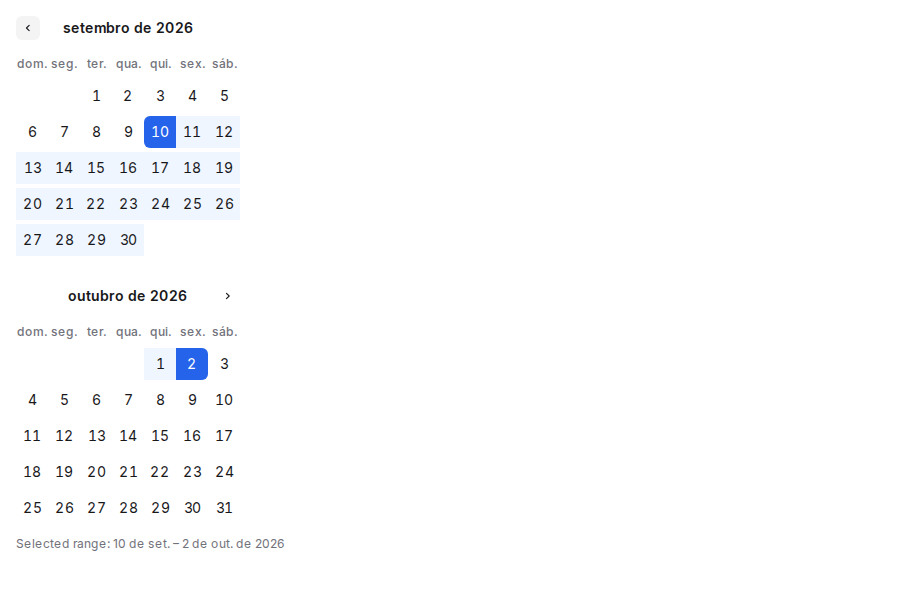 setembro de 2026
dom. seg. ter. qua. qui. sex. sáb.
1 2 3 4 5
6 7 8 9 10 11 12
13 14 15 16 17 18 19
20 21 22 23 24 25 26
27 28 29 30
outubro de 2026
dom. seg. ter. qua. qui. sex. sáb.
1 2 3
4 5 6 7 8 9 10
11 12 13 14 15 16 17
18 19 20 21 22 23 24
25 26 27 28 29 30 31
Selected range: 10 de set. – 2 de out. de 2026